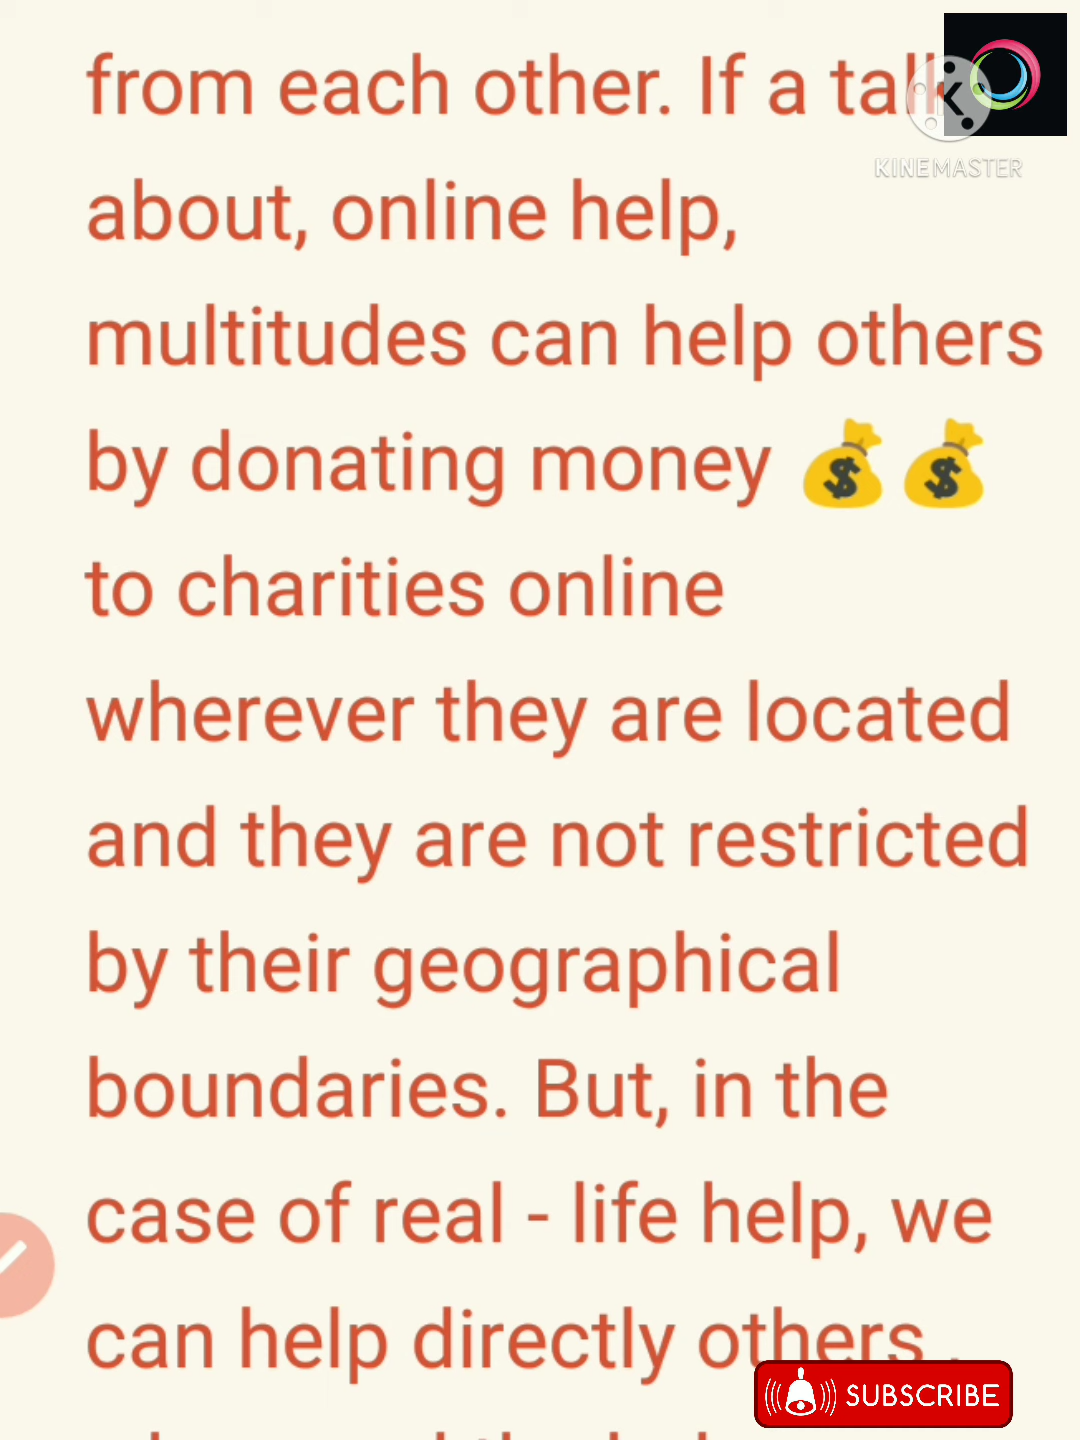 from each other. If a talk
KINEMASTER
about, online help,
multitudes can help others
by donating money 💰💰
to charities online
wherever they are located
and they are not restricted
by their geographical
boundaries. But, in the
case of real - life help, we
can help directly others .
SUBSCRIBE